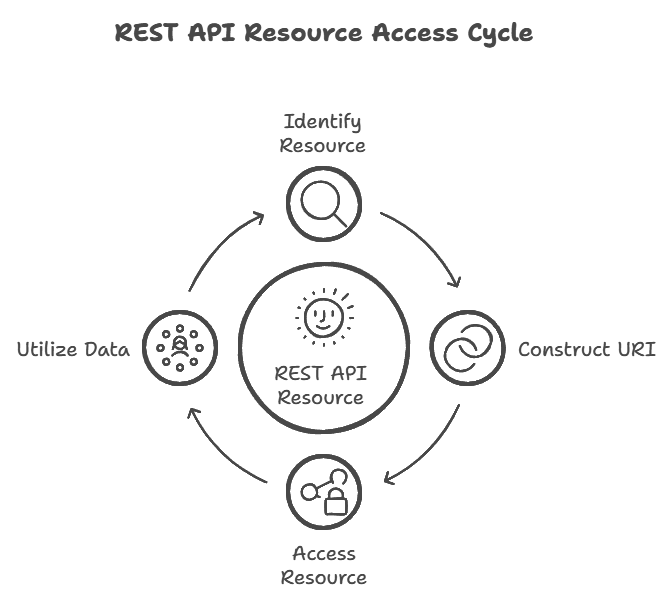 REST API Resource Access Cycle
Identify
Resource
Utilize Data
REST API
Resource
Construct URI
Access
Resource